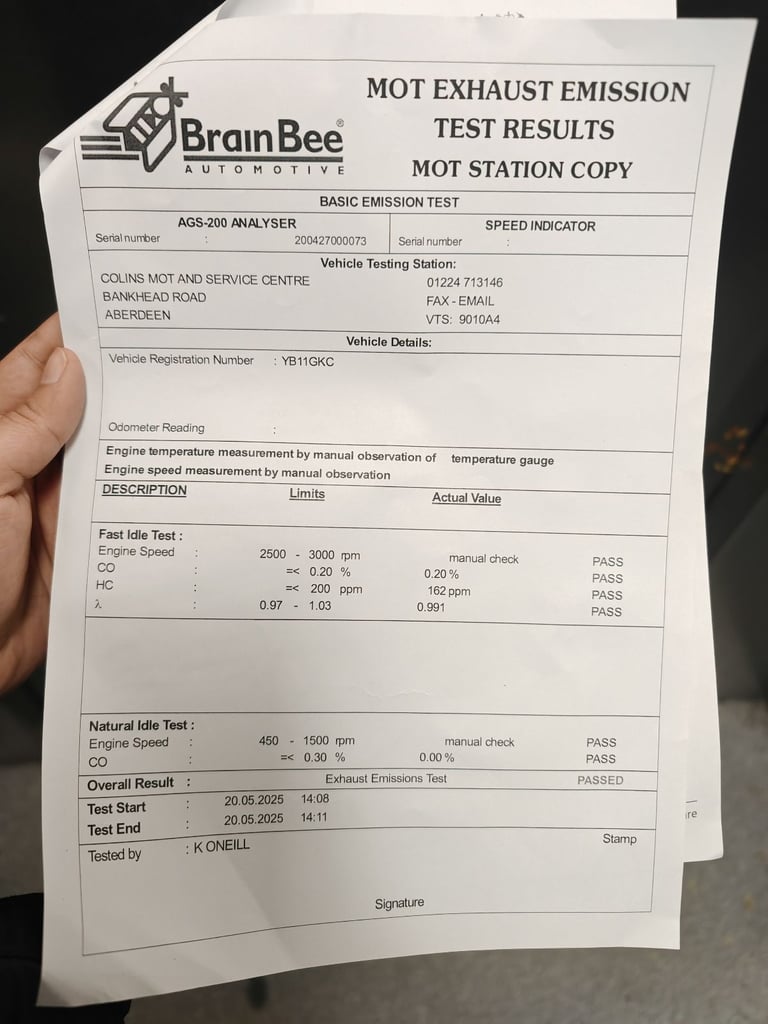 BrainBee®
AUTOMOTIVE
MOT EXHAUST EMISSION
TEST RESULTS
MOT STATION COPY
BASIC EMISSION TEST
AGS-200 ANALYSER SPEED INDICATOR
Serial number : 200427000073 Serial number :
Vehicle Testing Station:
COLINS MOT AND SERVICE CENTRE 01224 713146
BANKHEAD ROAD FAX - EMAIL
ABERDEEN VTS: 9010A4
Vehicle Details:
Vehicle Registration Number : YB11GKC
Odometer Reading :
Engine temperature measurement by manual observation of temperature gauge
Engine speed measurement by manual observation
DESCRIPTION Limits Actual Value
Fast Idle Test :
Engine Speed : 2500 - 3000 rpm manual check PASS
CO : =< 0.20 % 0.20 % PASS
HC : =< 200 ppm 162 ppm PASS
λ : 0.97 - 1.03 0.991 PASS
Natural Idle Test :
Engine Speed : 450 - 1500 rpm manual check PASS
CO : =< 0.30 % 0.00 % PASS
Overall Result : Exhaust Emissions Test PASSED
Test Start : 20.05.2025 14:08
Test End : 20.05.2025 14:11
Tested by : K ONEILL Stamp
Signature